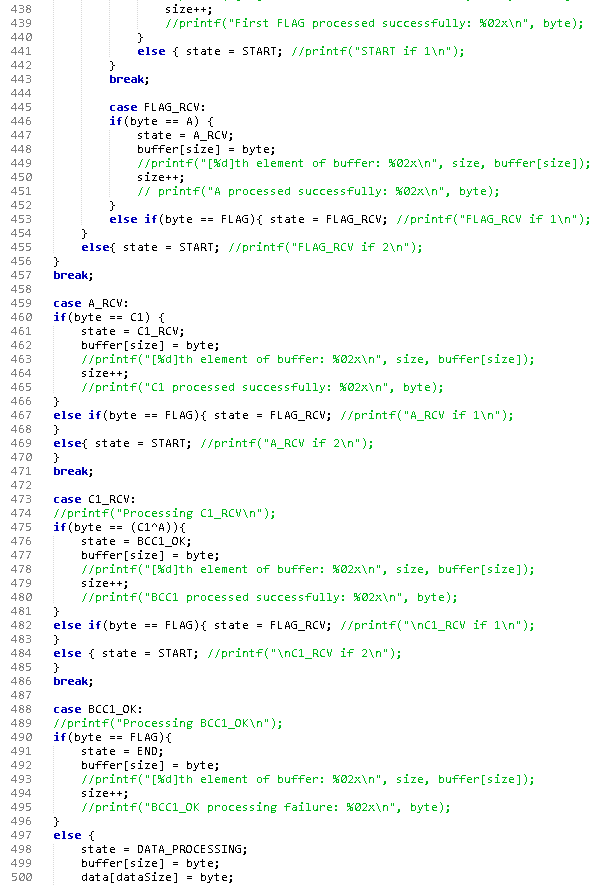 438 size++;
439 //printf("First FLAG processed successfully: %02x\n", byte);
440 }
441 else { state = START; //printf("START if 1\n");
442 }
443 break;
444
445 case FLAG_RCV:
446 if(byte == A) {
447 state = A_RCV;
448 buffer[size] = byte;
449 //printf("[%d]th element of buffer: %02x\n", size, buffer[size]);
450 size++;
451 // printf("A processed successfully: %02x\n", byte);
452 }
453 else if(byte == FLAG){ state = FLAG_RCV; //printf("FLAG_RCV if 1\n");
454 }
455 else{ state = START; //printf("FLAG_RCV if 2\n");
456 }
457 break;
458
459 case A_RCV:
460 if(byte == C1) {
461 state = C1_RCV;
462 buffer[size] = byte;
463 //printf("[%d]th element of buffer: %02x\n", size, buffer[size]);
464 size++;
465 //printf("C1 processed successfully: %02x\n", byte);
466 }
467 else if(byte == FLAG){ state = FLAG_RCV; //printf("A_RCV if 1\n");
468 }
469 else{ state = START; //printf("A_RCV if 2\n");
470 }
471 break;
472
473 case C1_RCV:
474 //printf("Processing C1_RCV\n");
475 if(byte == (C1^A)){
476 state = BCC1_OK;
477 buffer[size] = byte;
478 //printf("[%d]th element of buffer: %02x\n", size, buffer[size]);
479 size++;
480 //printf("BCC1 processed successfully: %02x\n", byte);
481 }
482 else if(byte == FLAG){ state = FLAG_RCV; //printf("\nC1_RCV if 1\n");
483 }
484 else { state = START; //printf("\nC1_RCV if 2\n");
485 }
486 break;
487
488 case BCC1_OK:
489 //printf("Processing BCC1_OK\n");
490 if(byte == FLAG){
491 state = END;
492 buffer[size] = byte;
493 //printf("[%d]th element of buffer: %02x\n", size, buffer[size]);
494 size++;
495 //printf("BCC1_OK processing failure: %02x\n", byte);
496 }
497 else {
498 state = DATA_PROCESSING;
499 buffer[size] = byte;
500 data[dataSize] = byte;